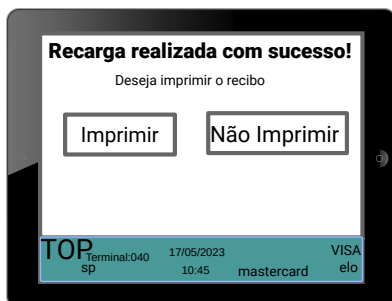 Recarga realizada com sucesso!
Deseja imprimir o recibo
Imprimir
Não Imprimir
TOP
sp
Terminal:040
17/05/2023
10:45
mastercard
VISA
elo